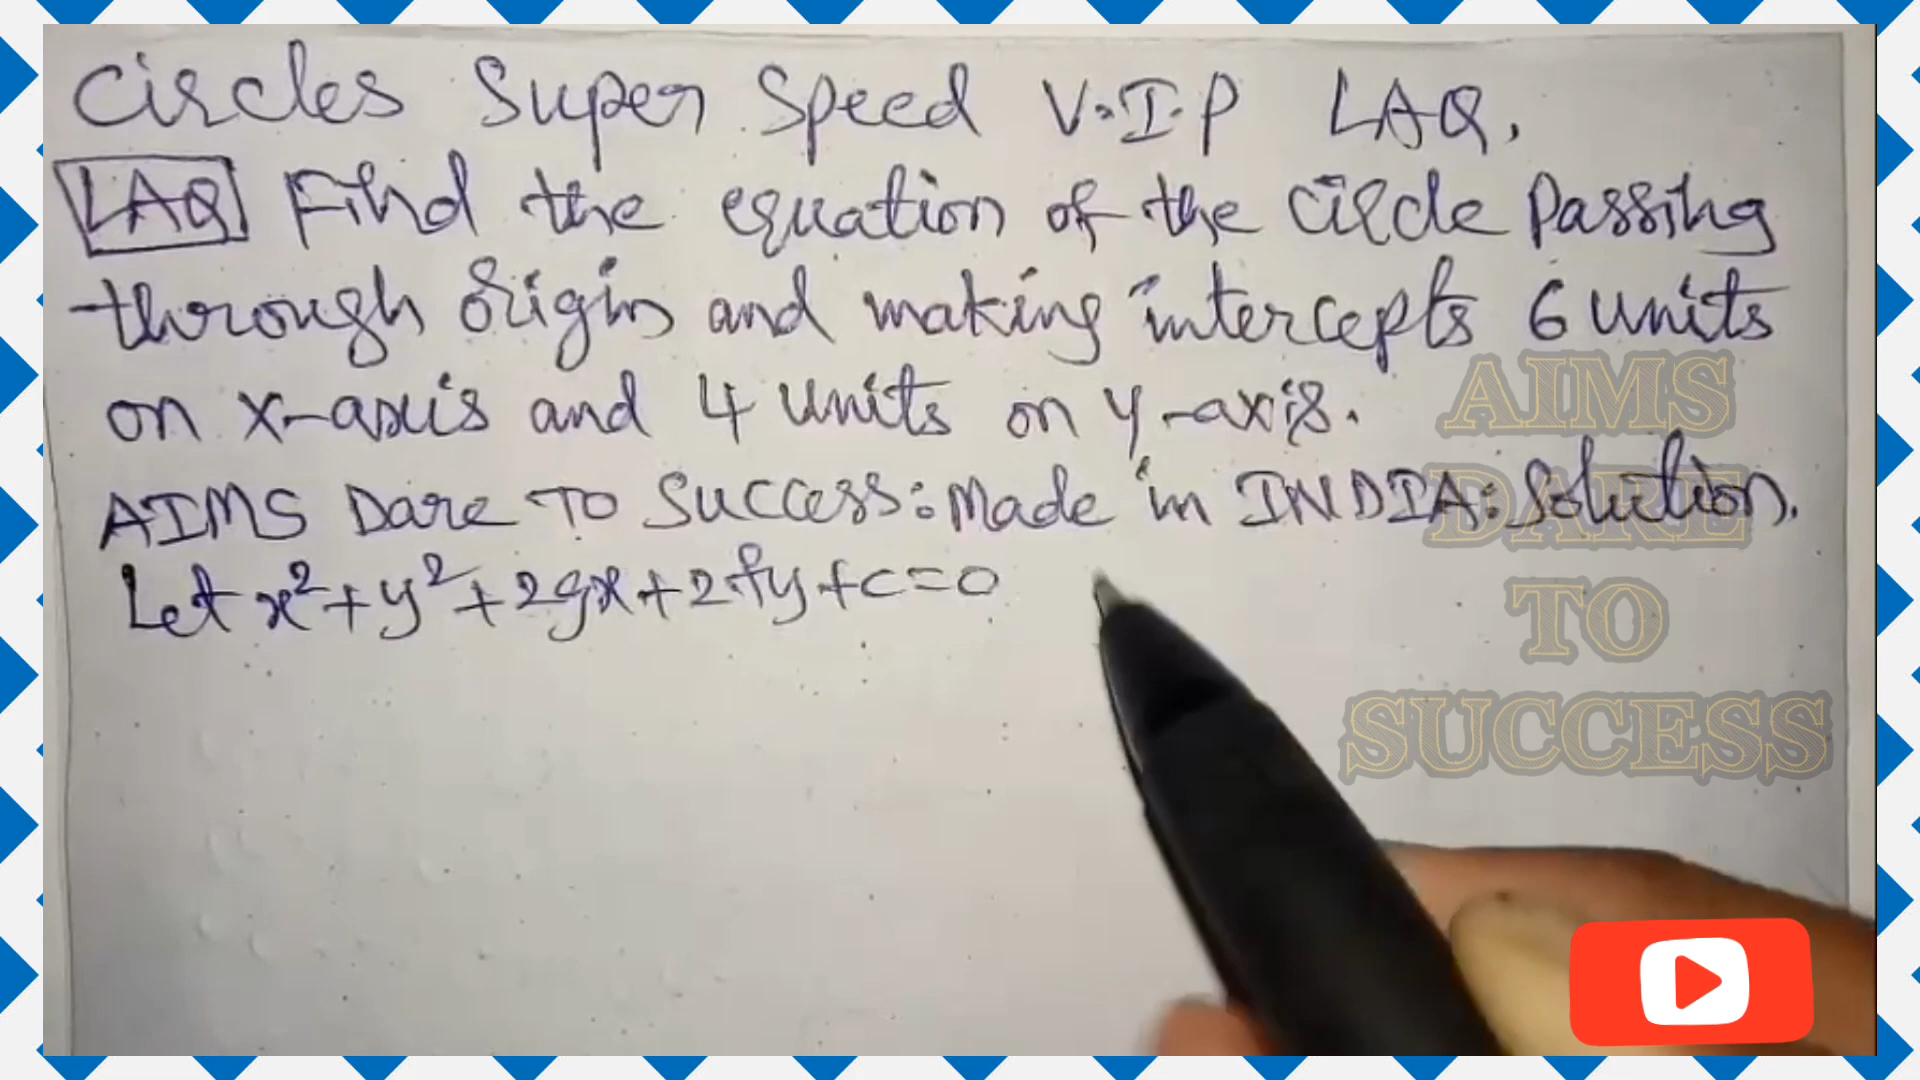 Circles Super Speed V.I.P LAQ.
LAQ Find the equation of the circle Passing
through origin and making intercepts 6 units
on x-axis and 4 units on y-axis.
AIMS Dare To Success: Made in INDIA: Solution.
Let x²+y²+2gx+2fy+c=0
AIMS
DARE
TO
SUCCESS